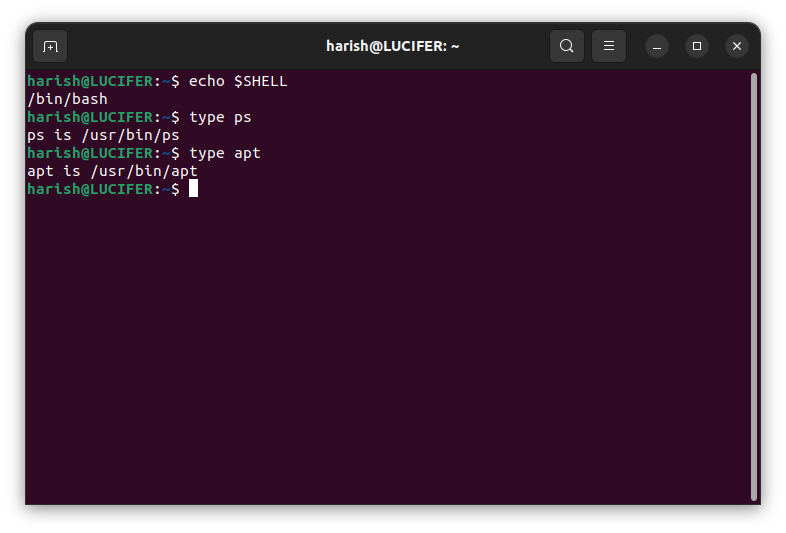 harish@LUCIFER: ~
harish@LUCIFER:~$ echo $SHELL
/bin/bash
harish@LUCIFER:~$ type ps
ps is /usr/bin/ps
harish@LUCIFER:~$ type apt
apt is /usr/bin/apt
harish@LUCIFER:~$